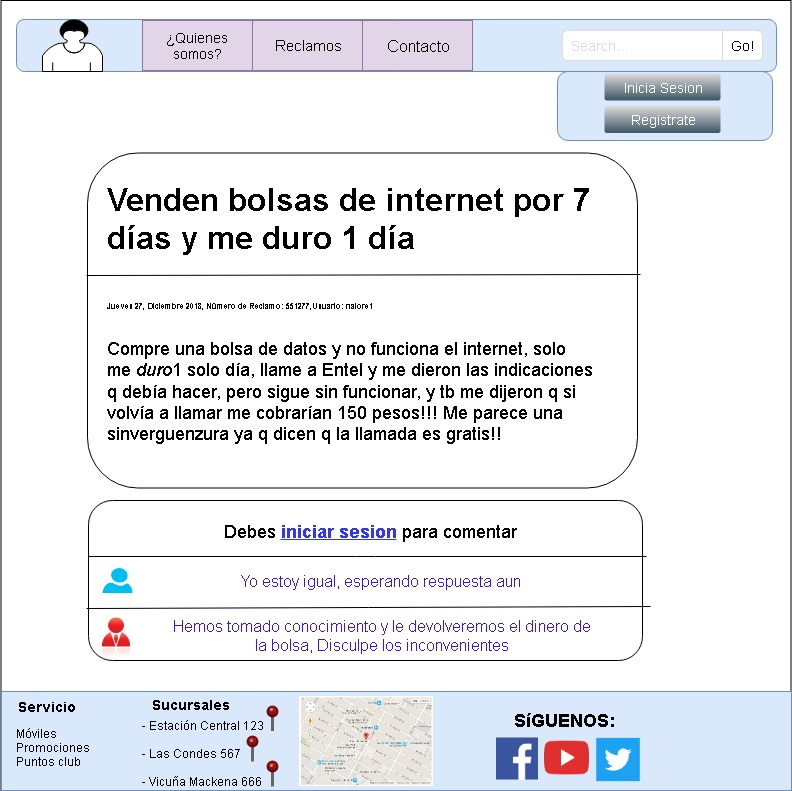 ¿Quienes
somos?
Reclamos
Contacto
Search...
Go!
Inicia Sesion
Registrate
Venden bolsas de internet por 7
días y me duro 1 día
Jueves 27, Diciembre 2018, Número de Reclamo: 551277, Usuario: nslore1
Compre una bolsa de datos y no funciona el internet, solo
me duro1 solo día, llame a Entel y me dieron las indicaciones
q debía hacer, pero sigue sin funcionar, y tb me dijeron q si
volvía a llamar me cobrarían 150 pesos!!! Me parece una
sinverguenzura ya q dicen q la llamada es gratis!!
Debes iniciar sesion para comentar
Yo estoy igual, esperando respuesta aun
Hemos tomado conocimiento y le devolveremos el dinero de
la bolsa, Disculpe los inconvenientes
Servicio
Móviles
Promociones
Puntos club
Sucursales
- Estación Central 123
- Las Condes 567
- Vicuña Mackena 666
SíGUENOS: